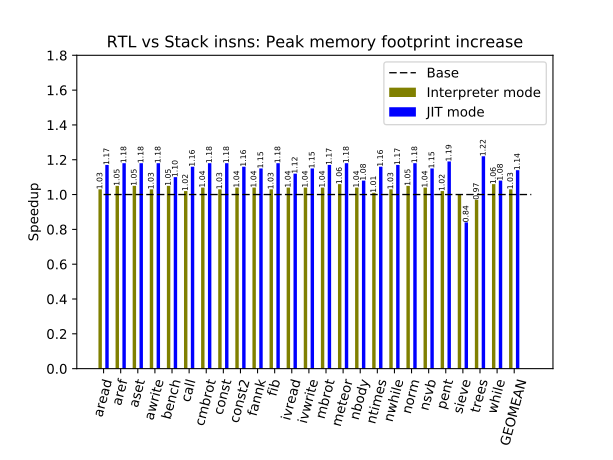 RTL vs Stack insns: Peak memory footprint increase
1.8
1.6
1.4
1.2
1.0
0.8
0.6
0.4
0.2
0.0
Speedup
Base
Interpreter mode
JIT mode
1.03 1.17
1.05 1.18
1.05 1.18
1.03 1.18
1.05 1.10
1.02 1.16
1.04 1.18
1.03 1.18
1.04 1.16
1.04 1.15
1.03 1.18
1.04 1.12
1.04 1.15
1.04 1.17
1.06 1.18
1.04 1.08
1.01 1.16
1.03 1.17
1.05 1.18
1.04 1.15
1.02 1.19
0.84
0.97 1.22
1.06 1.08
1.03 1.14
aread
aref
aset
awrite
bench
call
cmbrot
const
const2
fannk
fib
ivread
ivwrite
mbrot
meteor
nbody
ntimes
nwhile
norm
nsvb
pent
sieve
trees
while
GEOMEAN